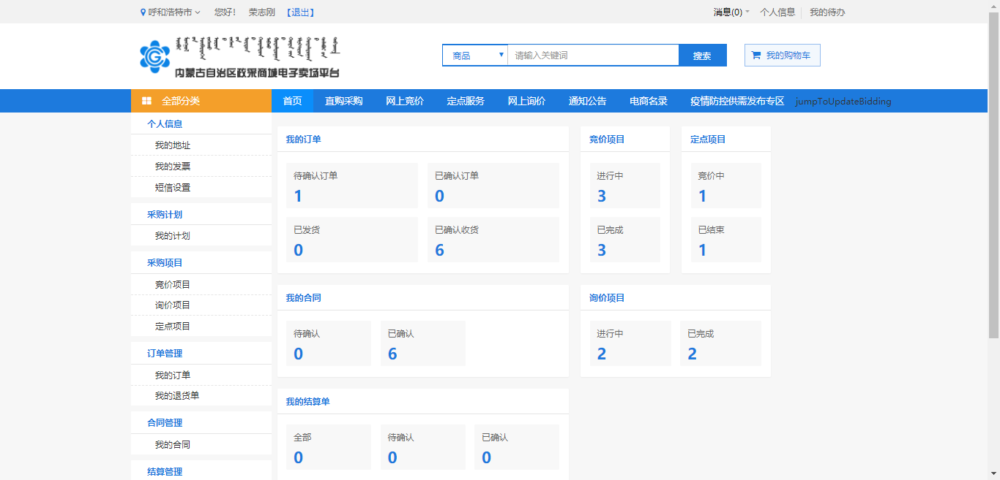 呼和浩特市 您好! 荣志刚 【退出】 消息(0) 个人信息 我的待办
内蒙古自治区政采商城电子卖场平台
商品 请输入关键词 搜索 我的购物车
全部分类 首页 直购采购 网上竞价 定点服务 网上询价 通知公告 电商名录 疫情防控供需发布专区 jumpToUpdateBidding
个人信息
我的地址
我的发票
短信设置
采购计划
我的计划
采购项目
竞价项目
询价项目
定点项目
订单管理
我的订单
我的退货单
合同管理
我的合同
结算管理
我的订单
待确认订单 已确认订单
1 0
已发货 已确认收货
0 6
竞价项目
进行中
3
已完成
3
定点项目
竞价中
1
已结束
1
我的合同
待确认 已确认
0 6
询价项目
进行中 已完成
2 2
我的结算单
全部 待确认 已确认
0 0 0